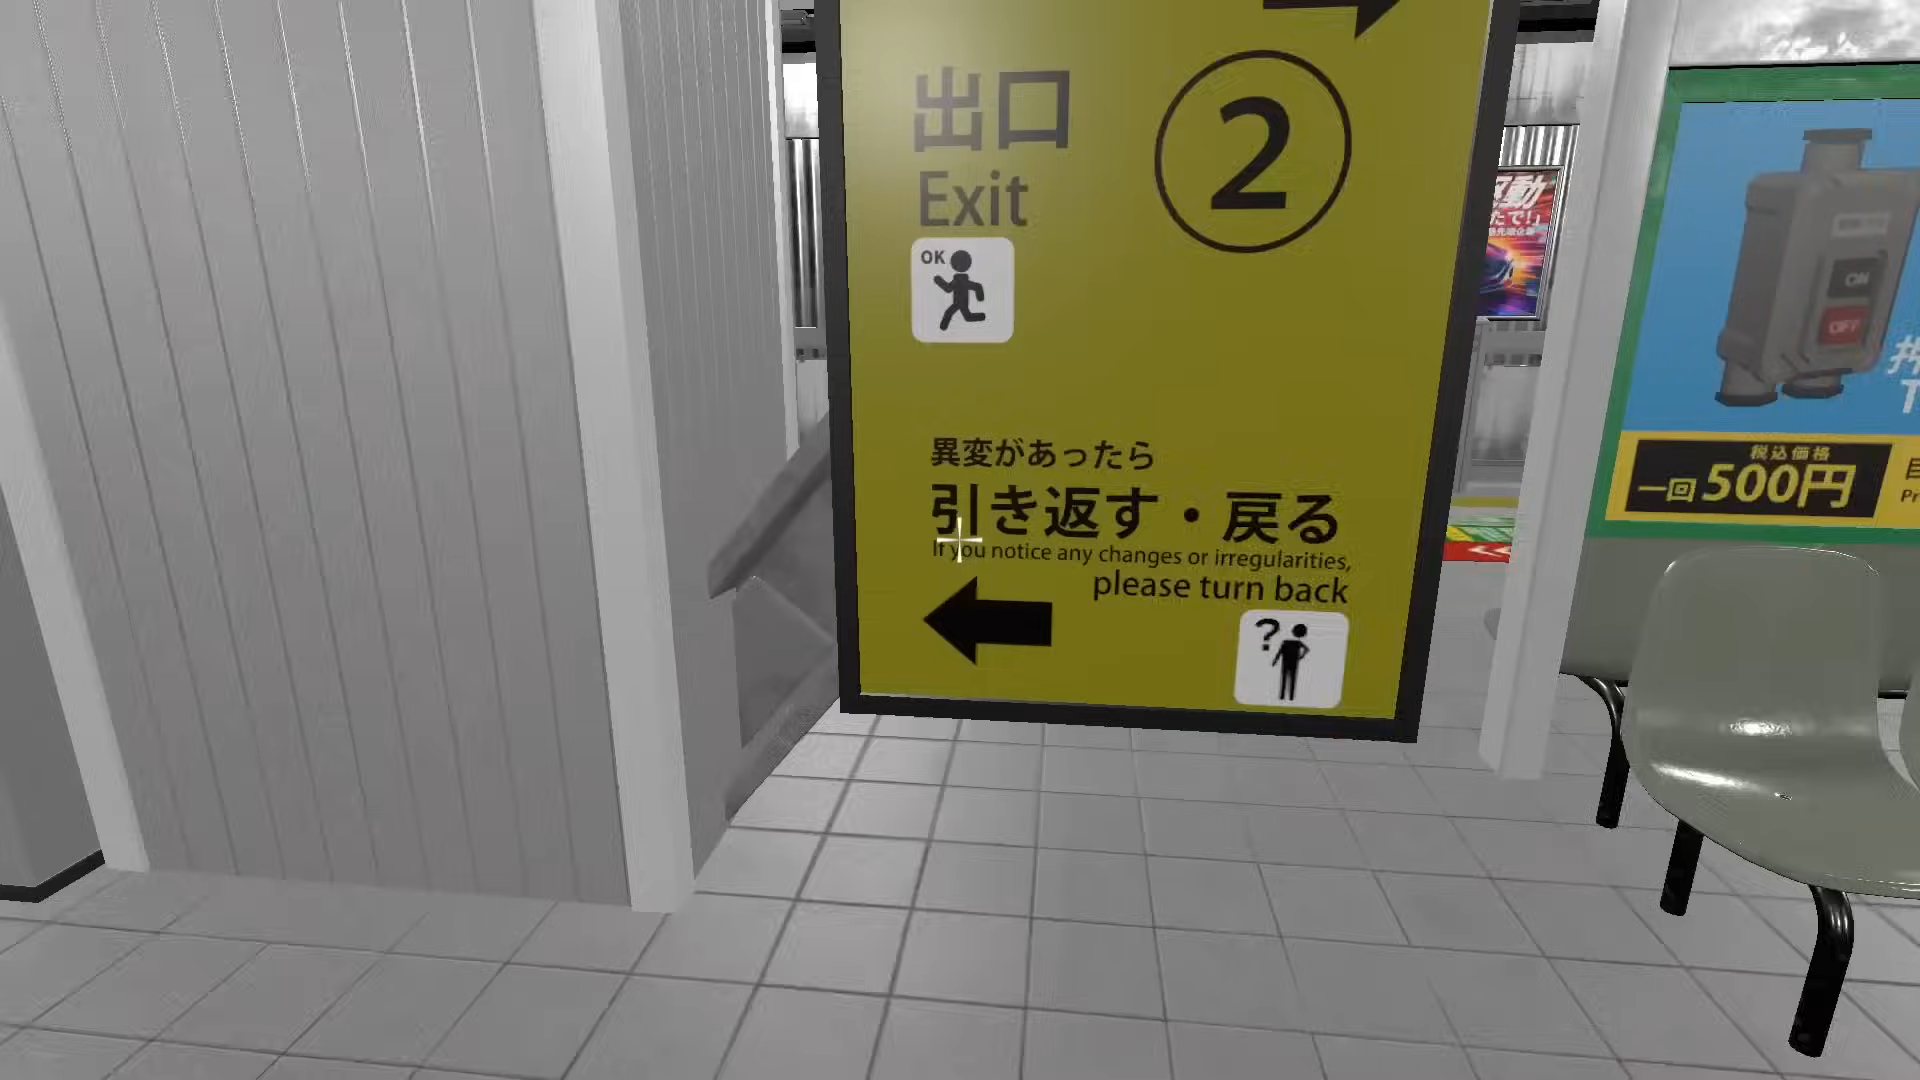 出口
2
Exit
OK
異変があったら
引き返す・戻る
If you notice any changes or irregularities,
please turn back
?
ON
OFF
税込価格
一回500円
Pr